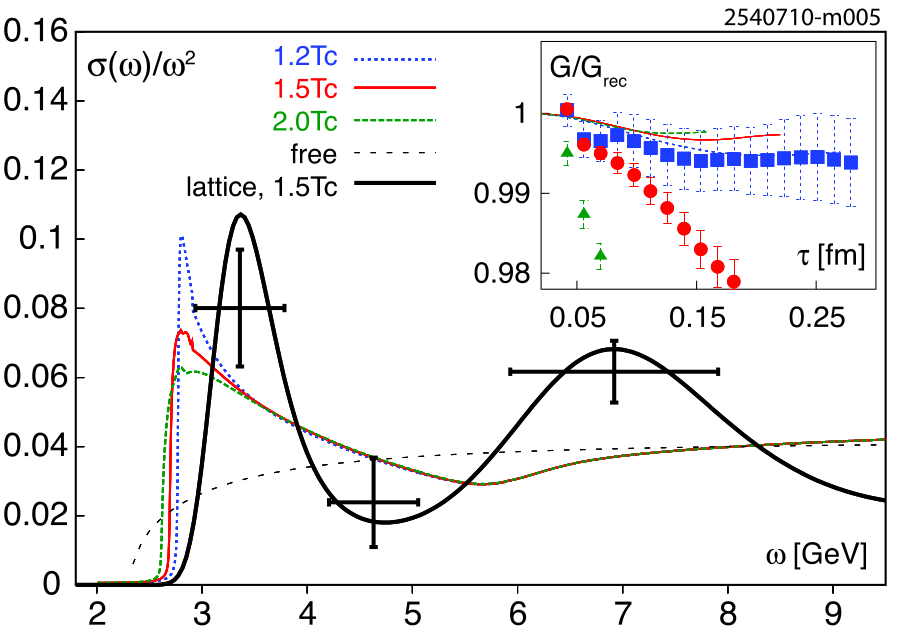 2540710-m005
0.16
0.14
0.12
0.1
0.08
0.06
0.04
0.02
0
σ(ω)/ω²
1.2Tc
1.5Tc
2.0Tc
free
lattice, 1.5Tc
G/Grec
1
0.99
0.98
τ [fm]
0.05 0.15 0.25
ω [GeV]
2 3 4 5 6 7 8 9